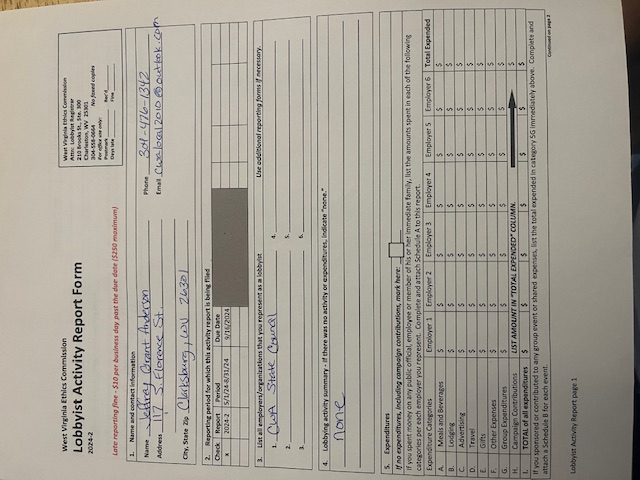 West Virginia Ethics Commission
Lobbyist Activity Report Form
2024-2
West Virginia Ethics Commission
Attn: Lobbyist Registrar
210 Brooks St., Ste. 300
Charleston, WV 25301
304-558-0664 No faxed copies
For office use only:
Postmark Rec'd
Days late Fine
Late reporting fine - $10 per business day past the due date ($250 maximum)
1. Name and contact information
Name Jeffrey Grant Anderson Phone 304-476-1342
Address 117 S. Florence St. Email cwalocal2010@outlook.com
City, State Zip Clarksburg, WV 26301
2. Reporting period for which this activity report is being filed
Check Report Period Due Date
x 2024-2 5/1/24-8/31/24 9/16/2024
3. List all employers/organizations that you represent as a lobbyist Use additional reporting forms if necessary.
1. CWA State Council 4.
2. 5.
3. 6.
4. Lobbying activity summary - if there was no activity or expenditures, indicate "none."
none
5. Expenditures
If no expenditures, including campaign contributions, mark here:
If you spent money on any public official, employee or member of his or her immediate family, list the amounts spent in each of the following
categories per each employer you represent. Complete and attach Schedule A to this report.
Expenditure Categories Employer 1 Employer 2 Employer 3 Employer 4 Employer 5 Employer 6 Total Expended
A. Meals and Beverages $ $ $ $ $ $ $
B. Lodging $ $ $ $ $ $ $
C. Advertising $ $ $ $ $ $ $
D. Travel $ $ $ $ $ $ $
E. Gifts $ $ $ $ $ $ $
F. Other Expenses $ $ $ $ $ $ $
G. Group Expenditures $ $ $ $ $ $ $
H. Campaign Contributions LIST AMOUNT IN "TOTAL EXPENDED" COLUMN. $
I. TOTAL of all expenditures $ $ $ $ $ $ $
If you sponsored or contributed to any group event or shared expenses, list the total expended in category 5G immediately above. Complete and
attach a Schedule B for each event.
Continued on page 2
Lobbyist Activity Report page 1